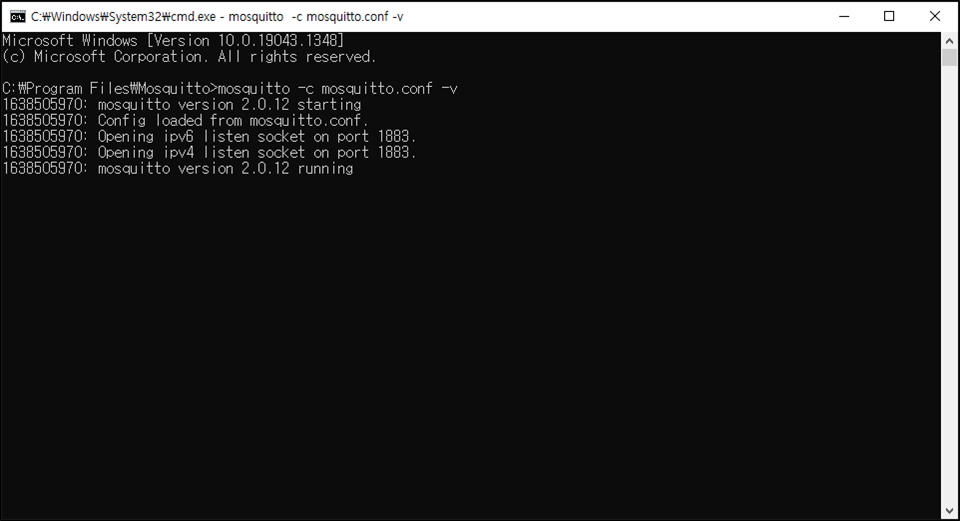 C:₩Windows₩System32₩cmd.exe - mosquitto  -c mosquitto.conf -v
Microsoft Windows [Version 10.0.19043.1348]
(c) Microsoft Corporation. All rights reserved.
C:₩Program Files₩Mosquitto>mosquitto -c mosquitto.conf -v
1638505970: mosquitto version 2.0.12 starting
1638505970: Config loaded from mosquitto.conf.
1638505970: Opening ipv6 listen socket on port 1883.
1638505970: Opening ipv4 listen socket on port 1883.
1638505970: mosquitto version 2.0.12 running